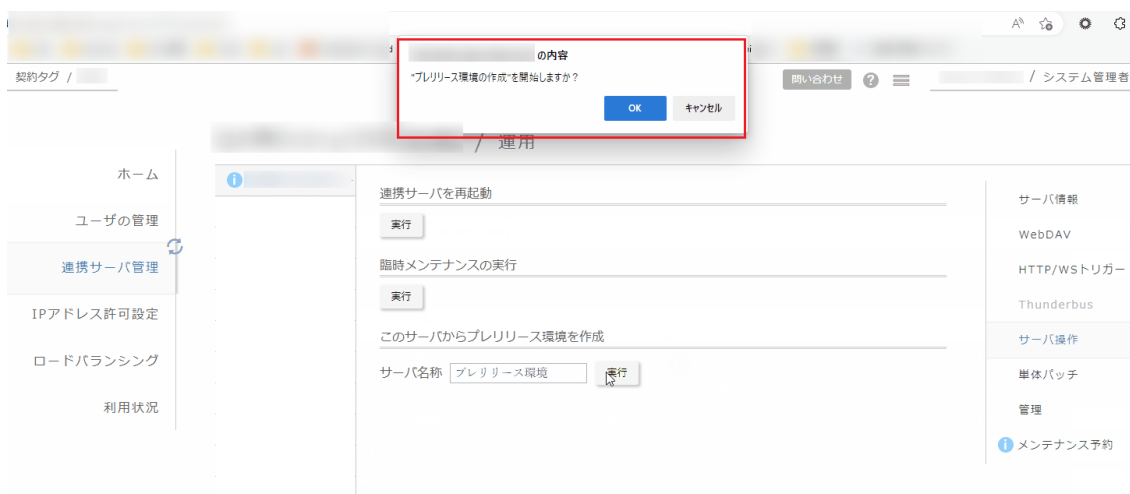 の内容
"プレリリース環境の作成"を開始しますか？
OK キャンセル
契約タグ /
問い合わせ ? / システム管理者
/ 運用
ホーム
ユーザの管理
連携サーバ管理
IPアドレス許可設定
ロードバランシング
利用状況
連携サーバを再起動
実行
臨時メンテナンスの実行
実行
このサーバからプレリリース環境を作成
サーバ名称 プレリリース環境 実行
サーバ情報
WebDAV
HTTP/WSトリガー
Thunderbus
サーバ操作
単体パッチ
管理
メンテナンス予約